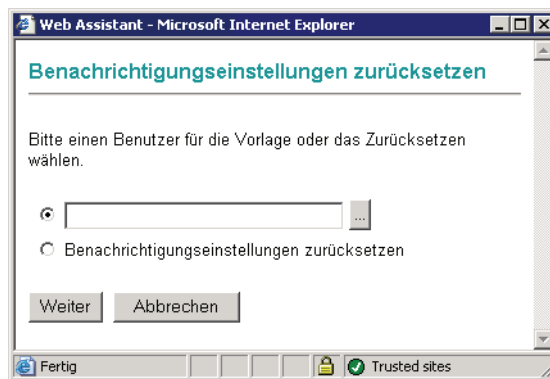 Web Assistant - Microsoft Internet Explorer
Benachrichtigungseinstellungen zurücksetzen
Bitte einen Benutzer für die Vorlage oder das Zurücksetzen
wählen.
...
Benachrichtigungseinstellungen zurücksetzen
Weiter Abbrechen
Fertig Trusted sites